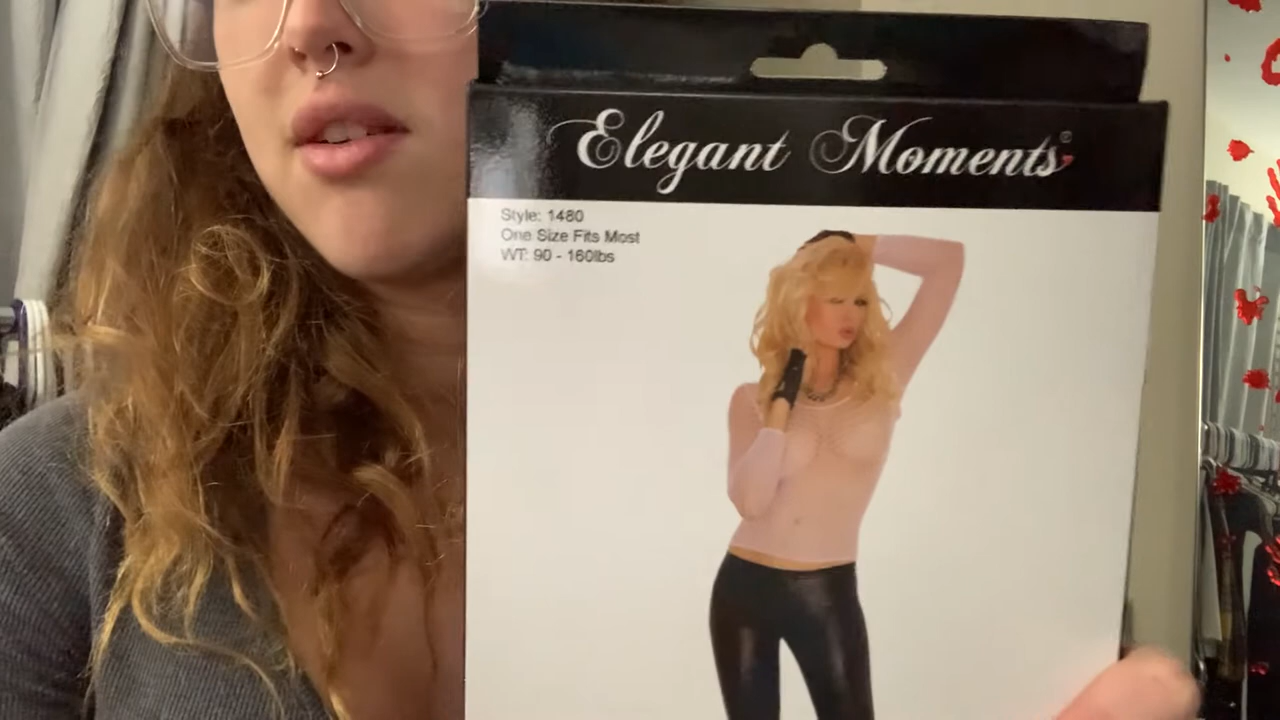 Elegant Moments®
Style: 1480
One Size Fits Most
WT: 90 - 160lbs